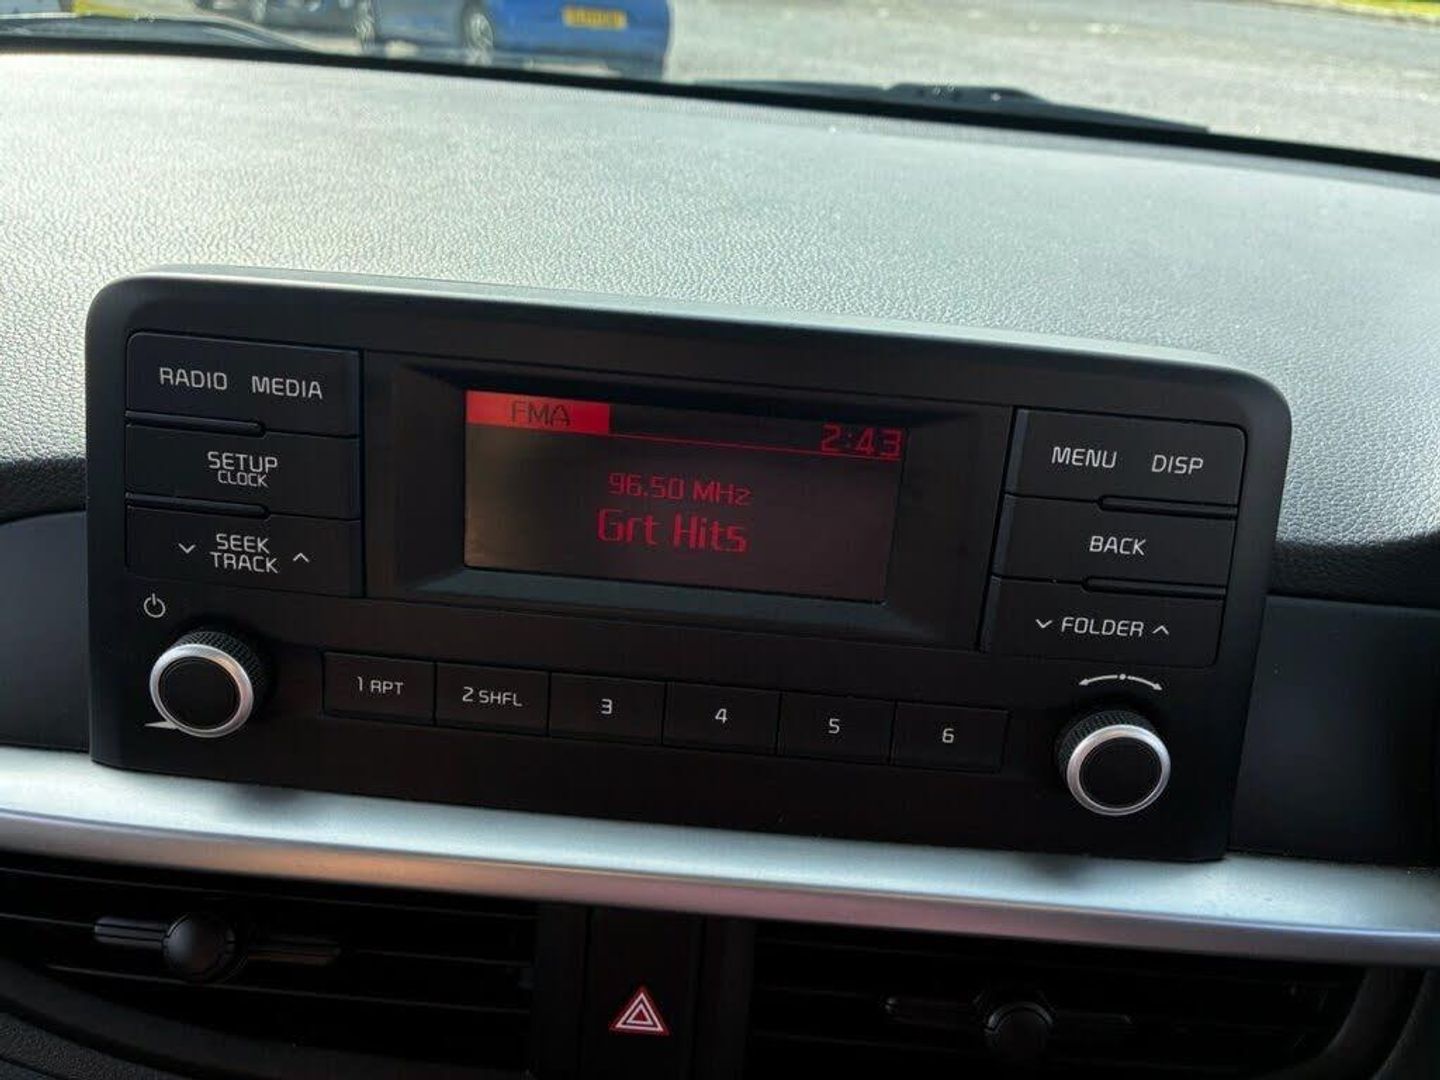 RADIO MEDIA
SETUP
CLOCK
SEEK
TRACK
FMA
2:43
96.50 MHz
Grt Hits
MENU DISP
BACK
FOLDER
1 RPT
2 SHFL
3
4
5
6